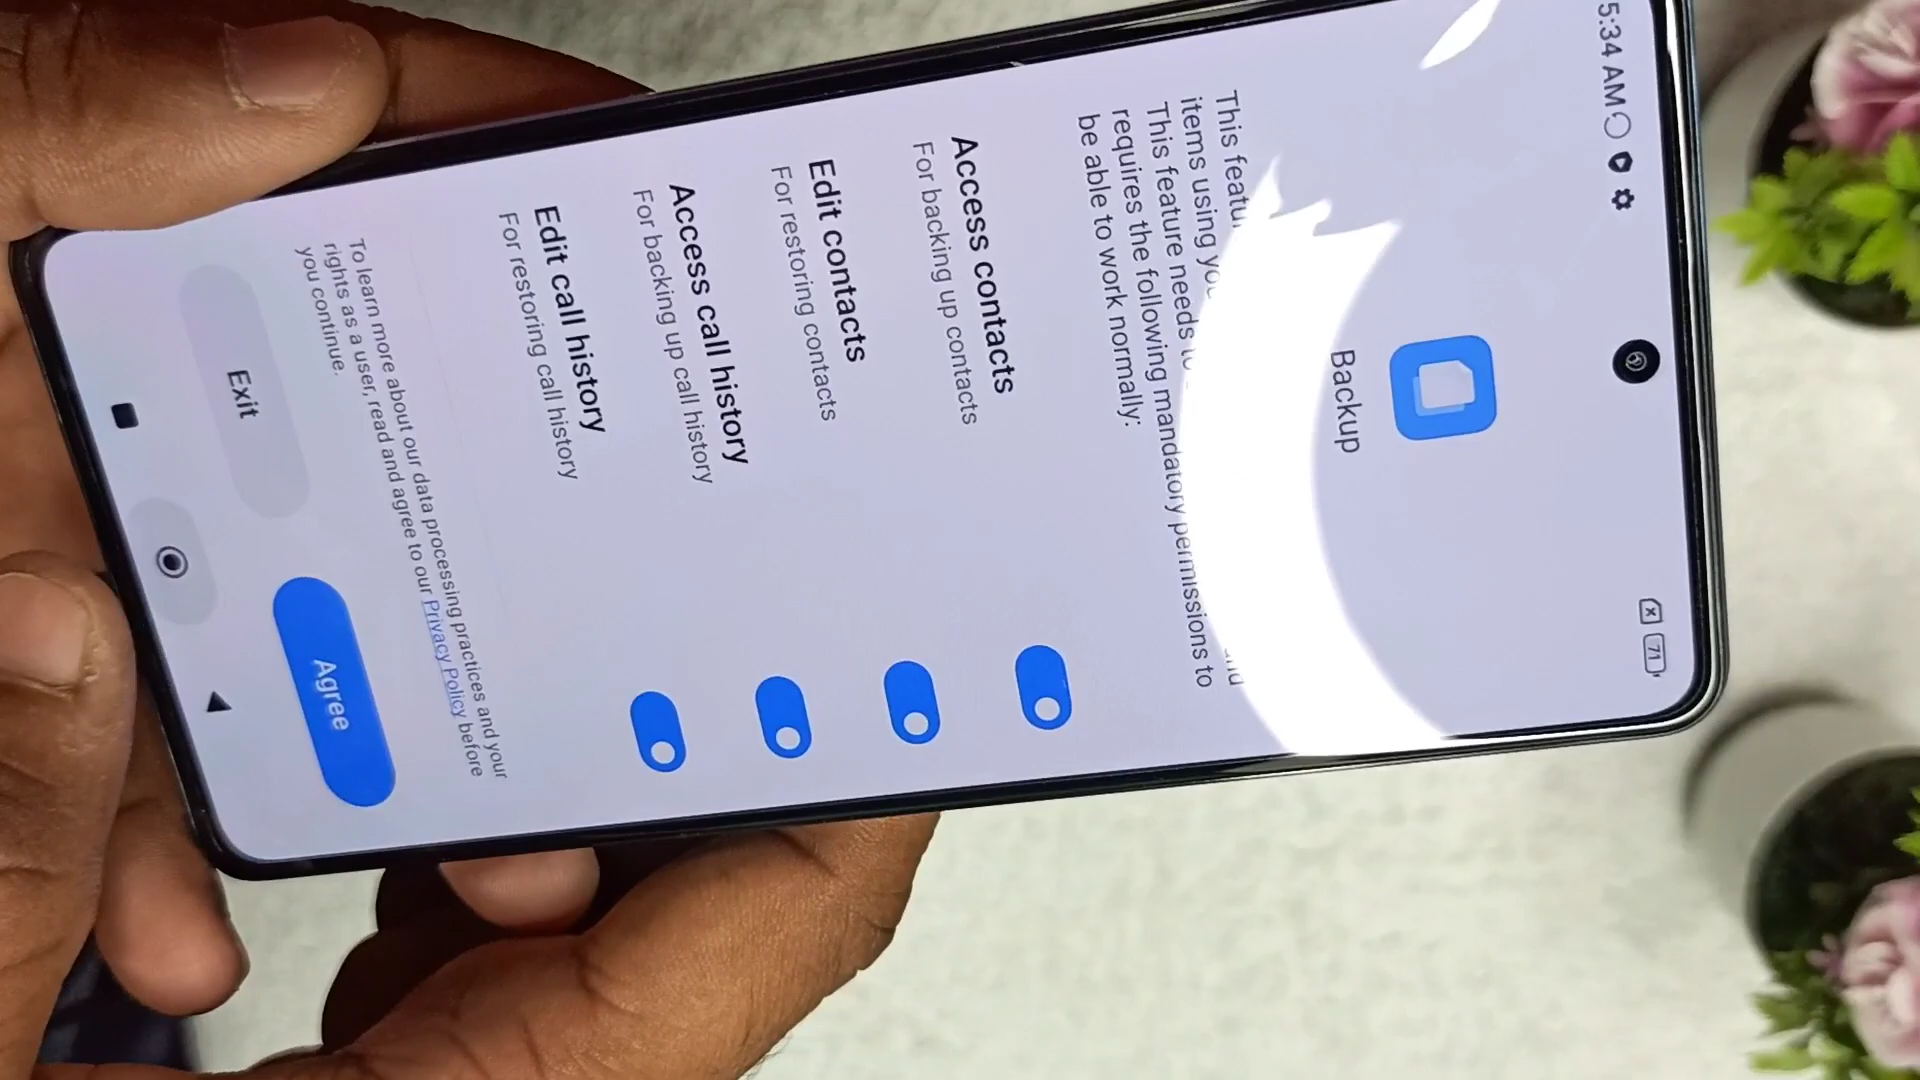 5:34 AM
71
Backup
This
items using
This feature needs
requires the following mandatory permissions to
be able to work normally:
Access contacts
For backing up contacts
Edit contacts
For restoring contacts
Access call history
For backing up call history
Edit call history
For restoring call history
To learn more about our data processing practices and your
rights as a user, read and agree to our Privacy Policy before
you continue.
Exit
Agree